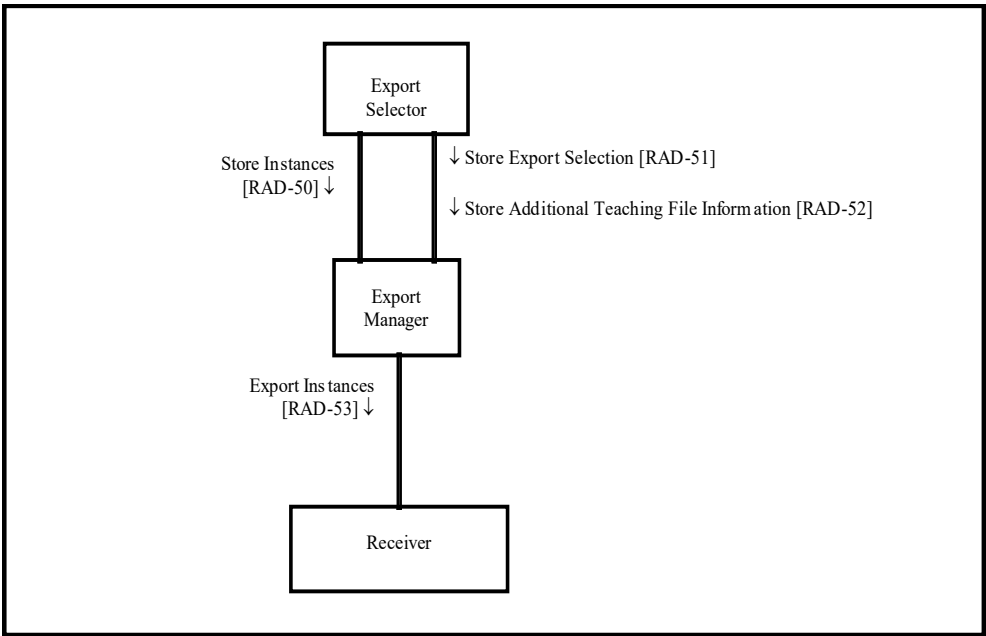 Export
Selector
Store Instances
[RAD-50] ↓
↓ Store Export Selection [RAD-51]
↓ Store Additional Teaching File Information [RAD-52]
Export
Manager
Export Instances
[RAD-53] ↓
Receiver